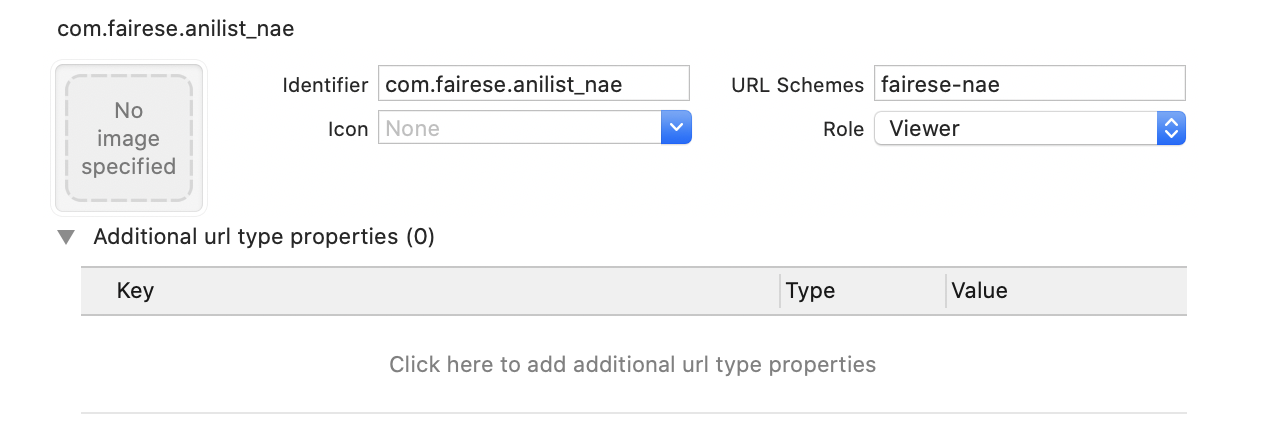 com.fairese.anilist_nae
No
image
specified
Identifier com.fairese.anilist_nae URL Schemes fairese-nae
Icon None Role Viewer
Additional url type properties (0)
Key Type Value
Click here to add additional url type properties